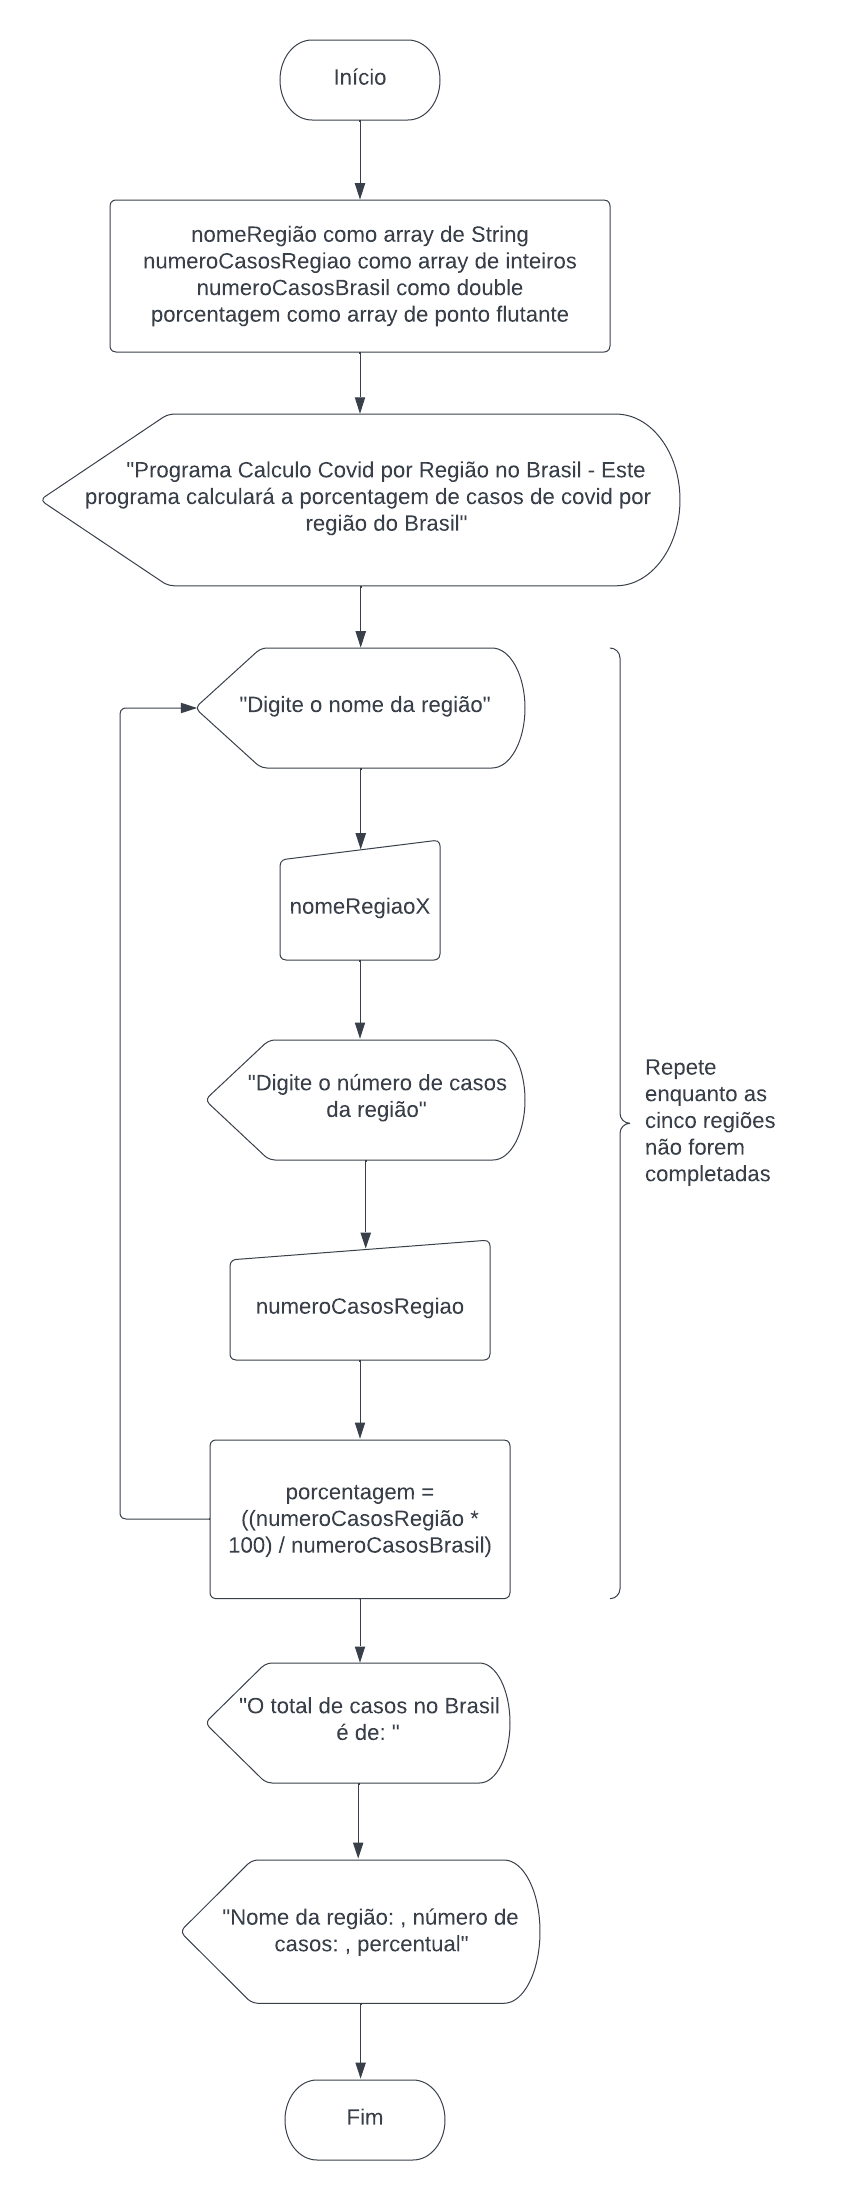 Início
nomeRegião como array de String
numeroCasosRegiao como array de inteiros
numeroCasosBrasil como double
porcentagem como array de ponto flutante
"Programa Calculo Covid por Região no Brasil - Este
programa calculará a porcentagem de casos de covid por
região do Brasil"
"Digite o nome da região"
nomeRegiaoX
"Digite o número de casos
da região"
Repete
enquanto as
cinco regiões
não forem
completadas
numeroCasosRegiao
porcentagem =
((numeroCasosRegião *
100) / numeroCasosBrasil)
"O total de casos no Brasil
é de: "
"Nome da região: , número de
casos: , percentual"
Fim